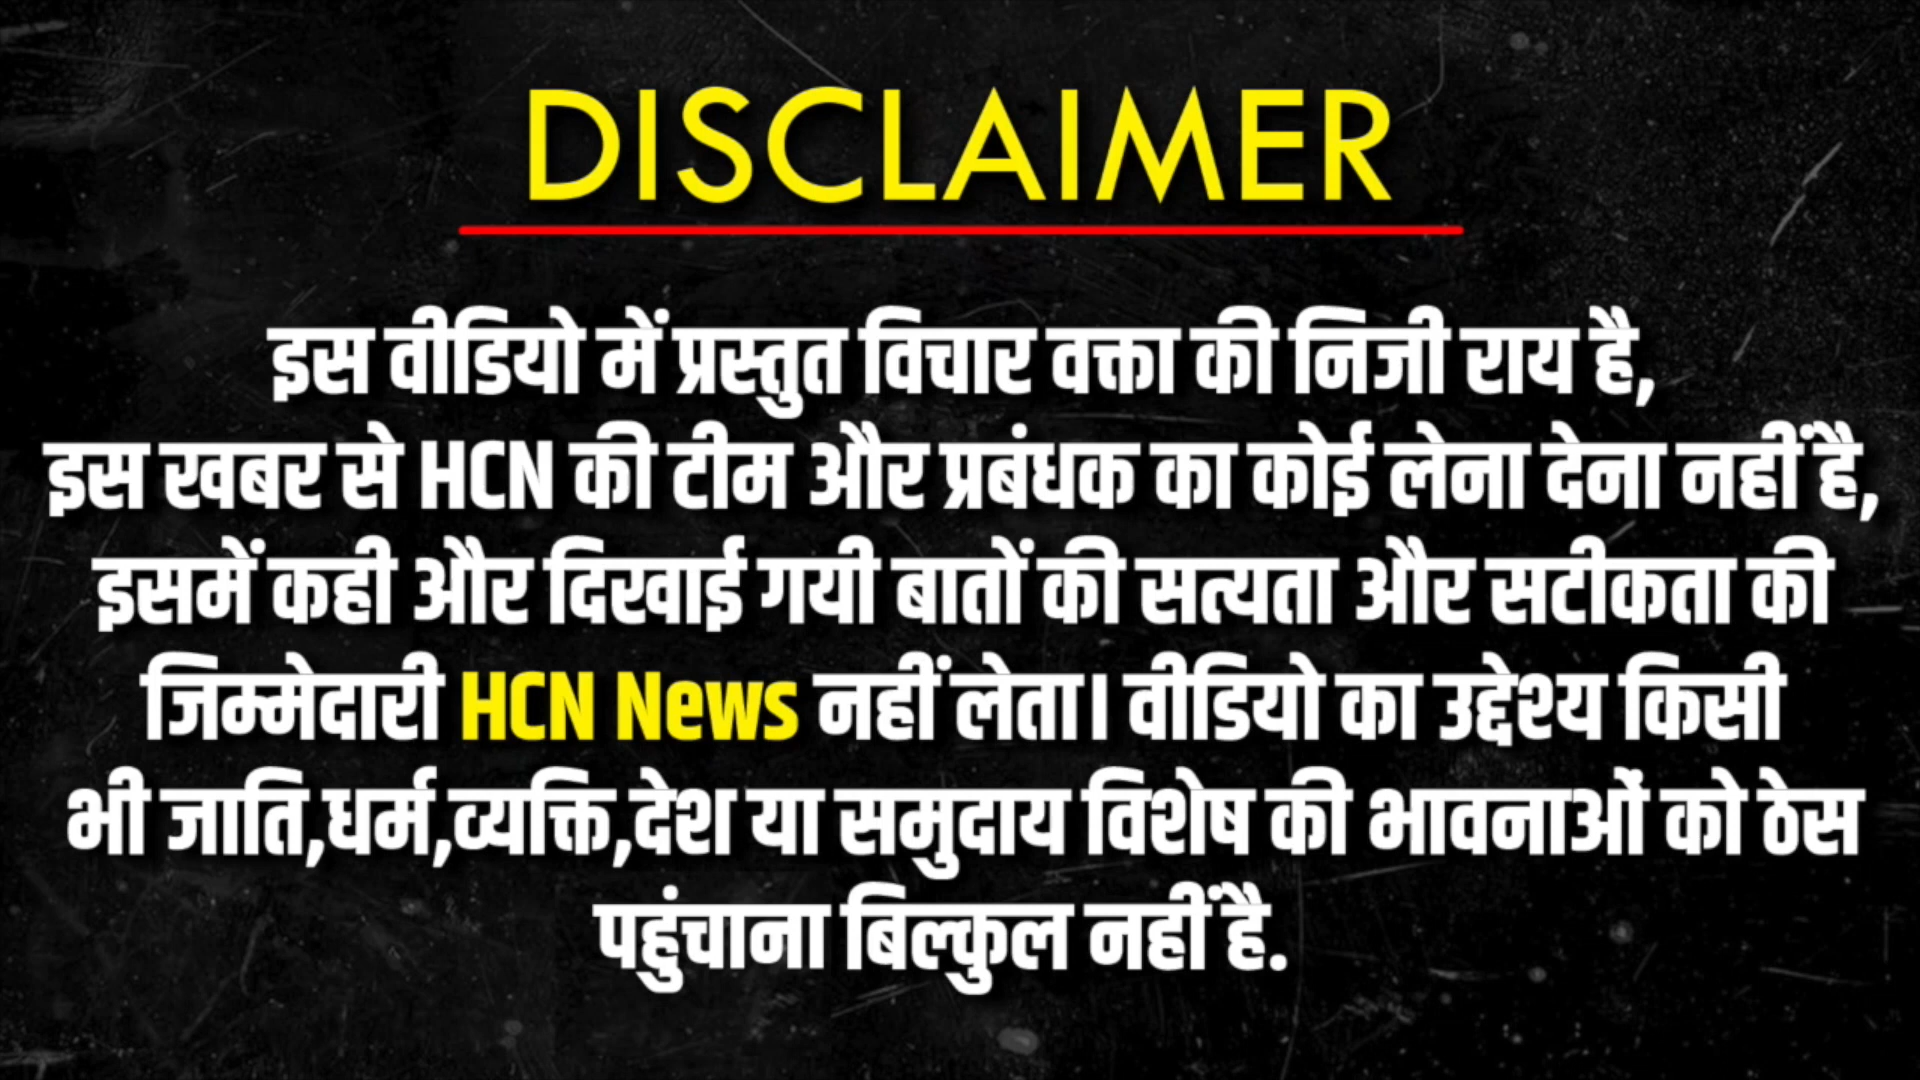 DISCLAIMER
इस वीडियो में प्रस्तुत विचार वक्ता की निजी राय है,
इस खबर से HCN की टीम और प्रबंधक का कोई लेना देना नहीं है,
इसमें कही और दिखाई गयी बातों की सत्यता और सटीकता की
जिम्मेदारी HCN News नहीं लेता। वीडियो का उद्देश्य किसी
भी जाति,धर्म,व्यक्ति,देश या समुदाय विशेष की भावनाओं को ठेस
पहुंचाना बिल्कुल नहीं है.